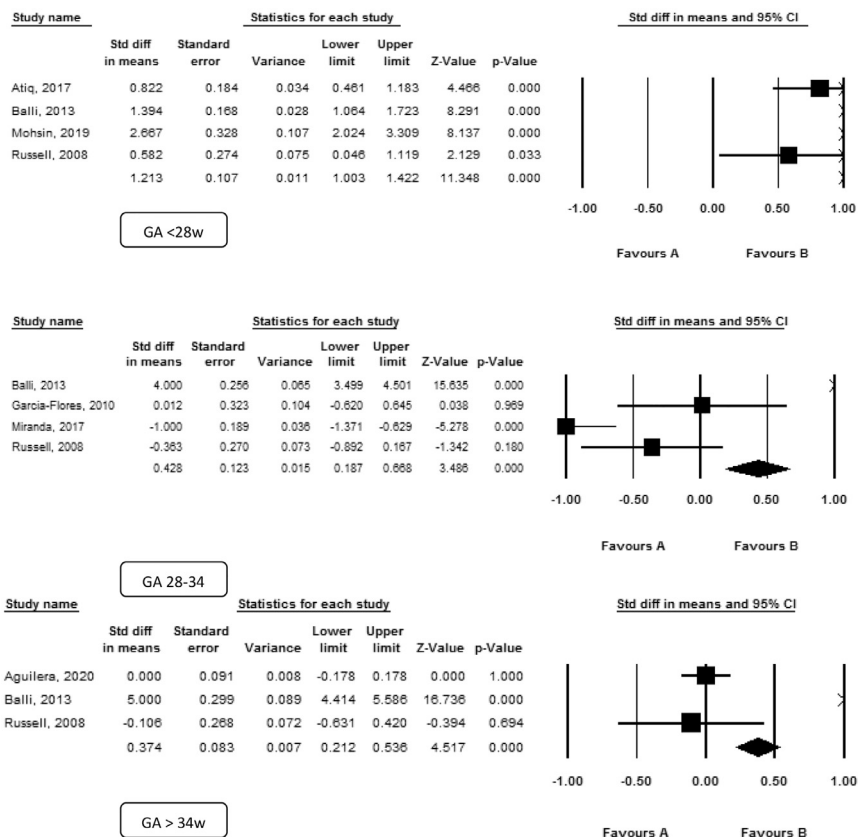 Study name Statistics for each study Std diff in means and 95% CI
Std diff Standard Lower Upper
in means error Variance limit limit Z-Value p-Value
Atiq, 2017 0.822 0.184 0.034 0.461 1.183 4.466 0.000
Balli, 2013 1.394 0.168 0.028 1.064 1.723 8.291 0.000
Mohsin, 2019 2.667 0.328 0.107 2.024 3.309 8.137 0.000
Russell, 2008 0.582 0.274 0.075 0.046 1.119 2.129 0.033
1.213 0.107 0.011 1.003 1.422 11.348 0.000
-1.00 -0.50 0.00 0.50 1.00
GA <28w
Favours A Favours B
Study name Statistics for each study Std diff in means and 95% CI
Std diff Standard Lower Upper
in means error Variance limit limit Z-Value p-Value
Balli, 2013 4.000 0.256 0.065 3.499 4.501 15.635 0.000
Garcia-Flores, 2010 0.012 0.323 0.104 -0.620 0.645 0.038 0.969
Miranda, 2017 -1.000 0.189 0.036 -1.371 -0.629 -5.278 0.000
Russell, 2008 -0.363 0.270 0.073 -0.892 0.167 -1.342 0.180
0.428 0.123 0.015 0.187 0.668 3.486 0.000
-1.00 -0.50 0.00 0.50 1.00
Favours A Favours B
GA 28-34
Study name Statistics for each study Std diff in means and 95% CI
Std diff Standard Lower Upper
in means error Variance limit limit Z-Value p-Value
Aguilera, 2020 0.000 0.091 0.008 -0.178 0.178 0.000 1.000
Balli, 2013 5.000 0.299 0.089 4.414 5.586 16.736 0.000
Russell, 2008 -0.106 0.268 0.072 -0.631 0.420 -0.394 0.694
0.374 0.083 0.007 0.212 0.536 4.517 0.000
-1.00 -0.50 0.00 0.50 1.00
GA > 34w
Favours A Favours B